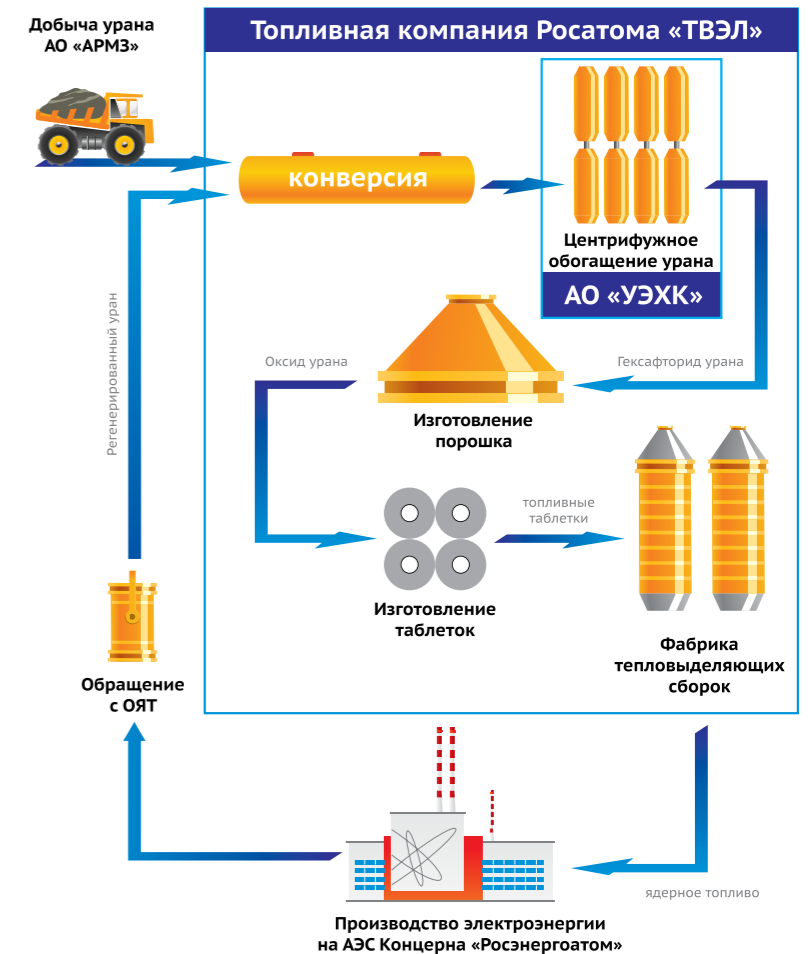 Добыча урана
АО «АРМЗ»
Топливная компания Росатома «ТВЭЛ»
конверсия
Центрифужное
обогащение урана
АО «УЭХК»
Регенерированный уран
Оксид урана
Гексафторид урана
Изготовление
порошка
топливные
таблетки
Изготовление
таблеток
Фабрика
тепловыделяющих
сборок
Обращение
с ОЯТ
ядерное топливо
Производство электроэнергии
на АЭС Концерна «Росэнергоатом»